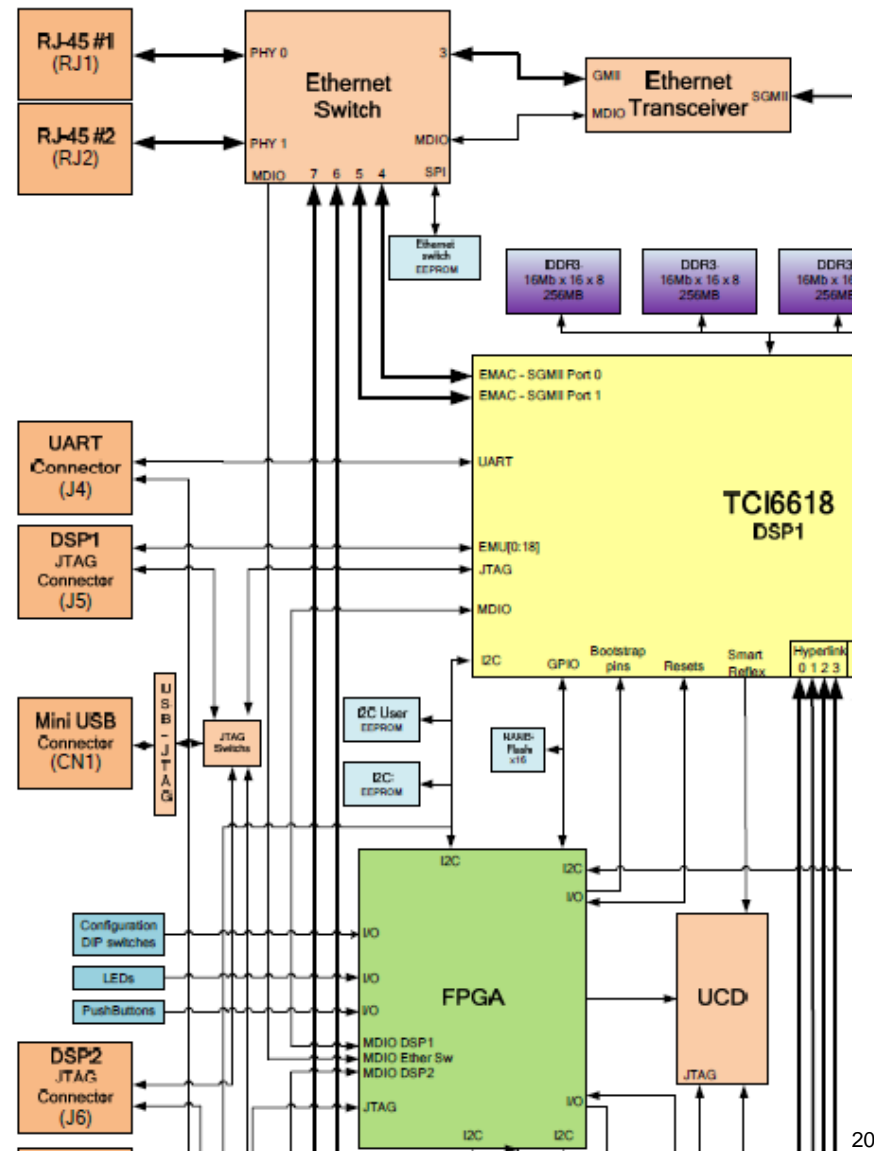 RJ-45 #1
(RJ1)
RJ-45 #2
(RJ2)
PHY 0
3
Ethernet
Switch
PHY 1
MDIO
MDIO
7 6 5 4
SPI
GMII
Ethernet
SGMII
MDIO
Transceiver
Ethernet
switch
EEPROM
DDR3
16Mb x 16 x 8
256MB
DDR3
16Mb x 16 x 8
256MB
DDR3
16Mb x 16
256MB
EMAC - SGMII Port 0
EMAC - SGMII Port 1
UART
Connector
(J4)
UART
TCI6618
DSP1
DSP1
JTAG
Connector
(J5)
EMU[0:18]
JTAG
MDIO
I2C
GPIO
Bootstrap
pins
Resets
Smart
Reflex
Hyperlink
0 1 2 3
Mini USB
Connector
(CN1)
USB-JTAG
JTAG
Switchs
I2C User
EEPROM
I2C
EEPROM
NAND
Flash
x16
I2C
I2C
I/O
Configuration
DIP switches
I/O
LEDs
I/O
PushButtons
I/O
FPGA
UCD
MDIO DSP1
MDIO Ether Sw
MDIO DSP2
JTAG
DSP2
JTAG
Connector
(J6)
JTAG
I/O
I2C
I2C
20